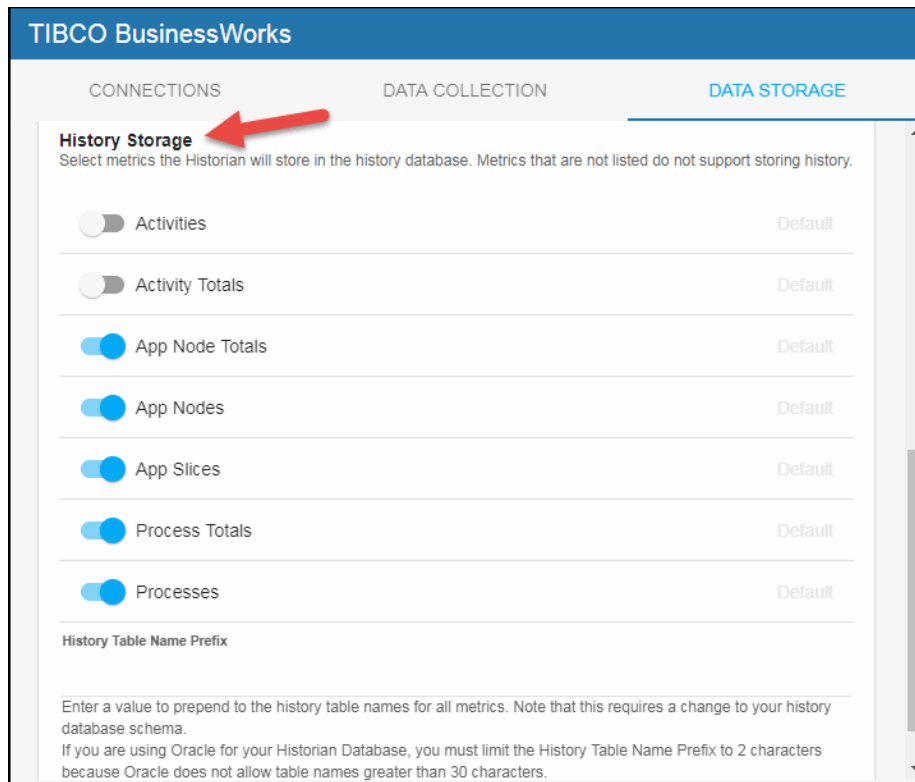 TIBCO BusinessWorks
CONNECTIONS DATA COLLECTION DATA STORAGE
History Storage
Select metrics the Historian will store in the history database. Metrics that are not listed do not support storing history.
Activities Default
Activity Totals Default
App Node Totals Default
App Nodes Default
App Slices Default
Process Totals Default
Processes Default
History Table Name Prefix
Enter a value to prepend to the history table names for all metrics. Note that this requires a change to your history
database schema.
If you are using Oracle for your Historian Database, you must limit the History Table Name Prefix to 2 characters
because Oracle does not allow table names greater than 30 characters.